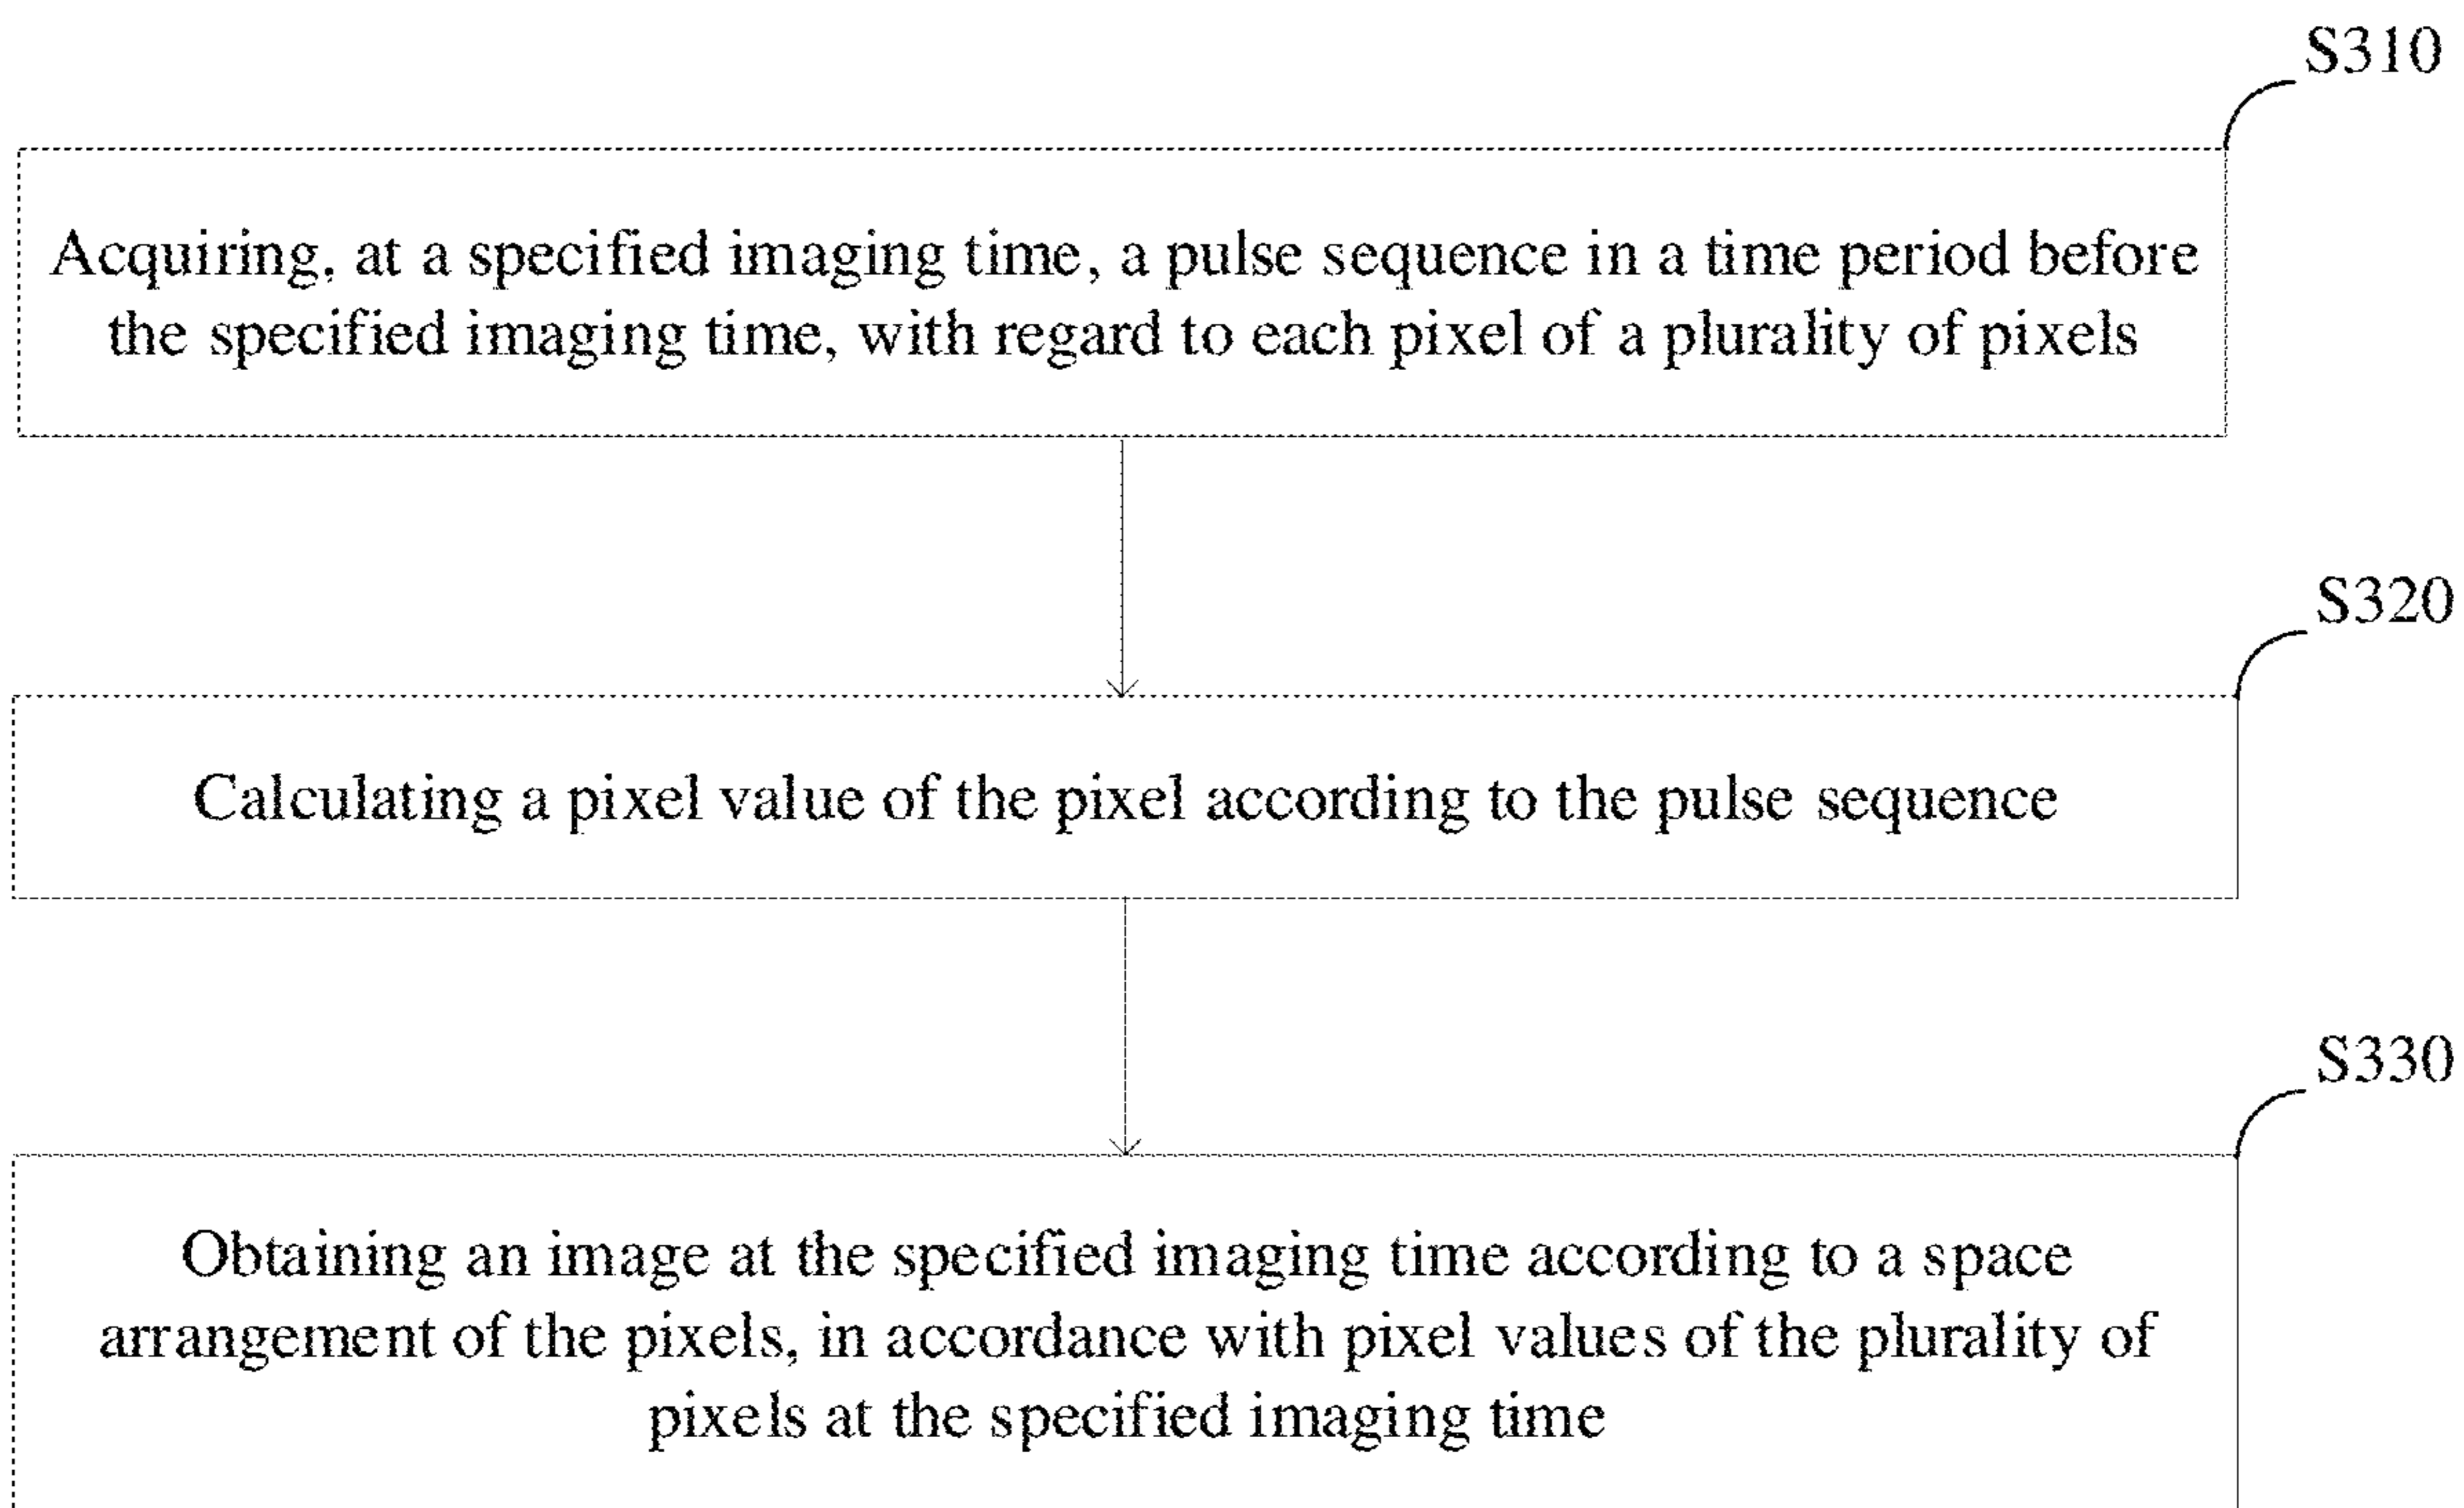 S310
Acquiring, at a specified imaging time, a pulse sequence in a time period before
the specified imaging time, with regard to each pixel of a plurality of pixels
S320
Calculating a pixel value of the pixel according to the pulse sequence
S330
Obtaining an image at the specified imaging time according to a space
arrangement of the pixels, in accordance with pixel values of the plurality of
pixels at the specified imaging time